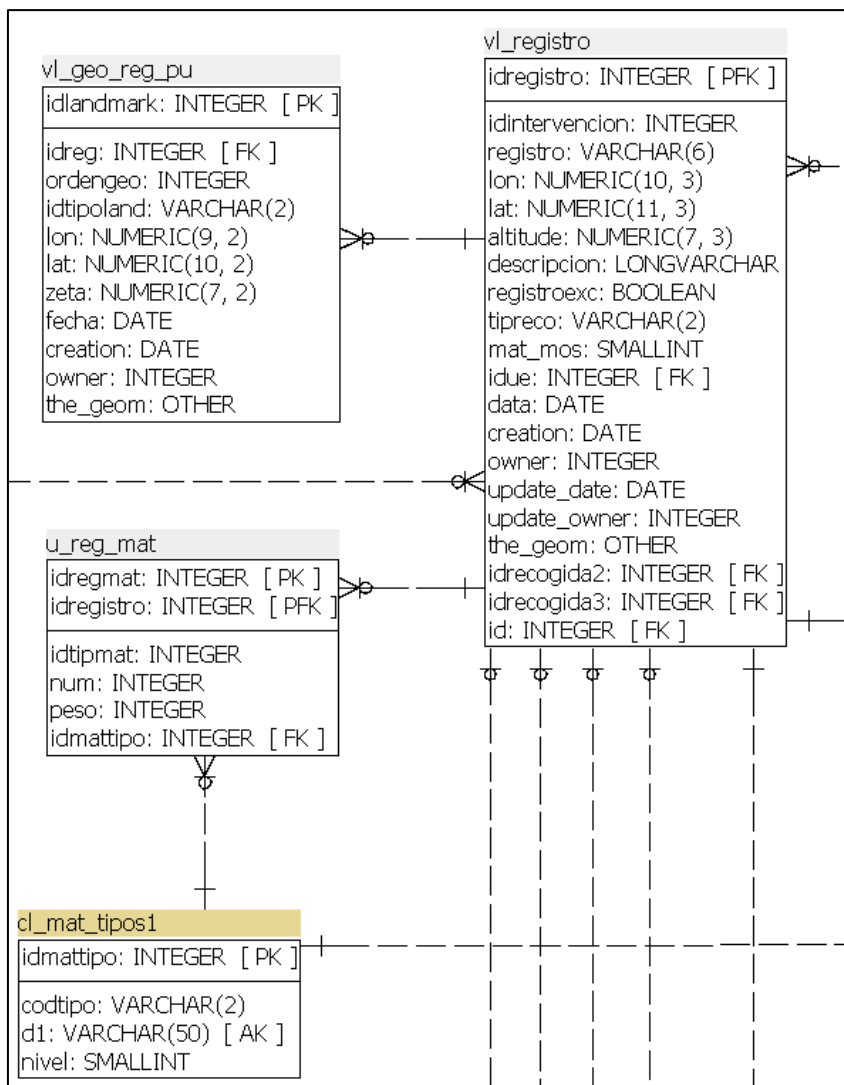 vl_geo_reg_pu
idlandmark: INTEGER [ PK ]
idreg: INTEGER [ FK ]
ordengeo: INTEGER
idtipoland: VARCHAR(2)
lon: NUMERIC(9, 2)
lat: NUMERIC(10, 2)
zeta: NUMERIC(7, 2)
fecha: DATE
creation: DATE
owner: INTEGER
the_geom: OTHER
vl_registro
idregistro: INTEGER [ PFK ]
idintervencion: INTEGER
registro: VARCHAR(6)
lon: NUMERIC(10, 3)
lat: NUMERIC(11, 3)
altitude: NUMERIC(7, 3)
descripcion: LONGVARCHAR
registroexc: BOOLEAN
tipreco: VARCHAR(2)
mat_mos: SMALLINT
idue: INTEGER [ FK ]
data: DATE
creation: DATE
owner: INTEGER
update_date: DATE
update_owner: INTEGER
the_geom: OTHER
idrecogida2: INTEGER [ FK ]
idrecogida3: INTEGER [ FK ]
id: INTEGER [ FK ]
u_reg_mat
idregmat: INTEGER [ PK ]
idregistro: INTEGER [ PFK ]
idtipmat: INTEGER
num: INTEGER
peso: INTEGER
idmattipo: INTEGER [ FK ]
cl_mat_tipos1
idmattipo: INTEGER [ PK ]
codtipo: VARCHAR(2)
d1: VARCHAR(50) [ AK ]
nivel: SMALLINT